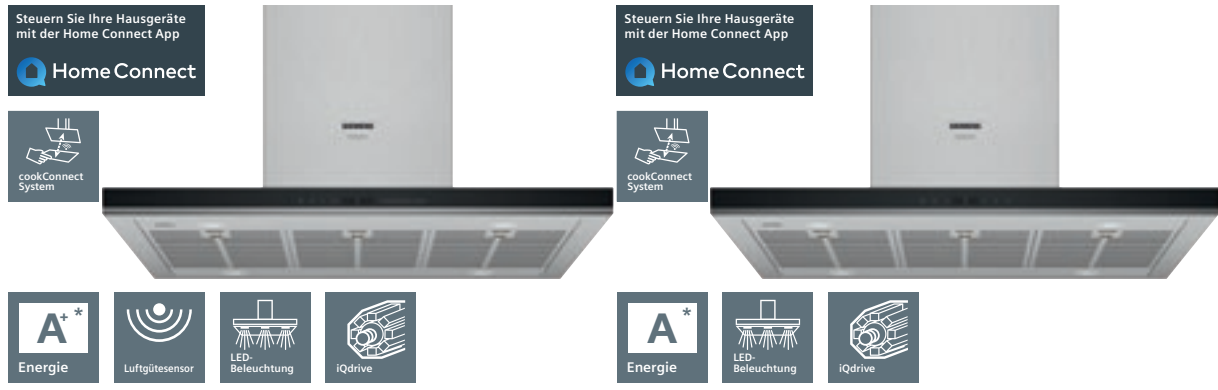 Steuern Sie Ihre Hausgeräte
mit der Home Connect App
Home Connect
cookConnect
System
A+ *
Energie
Luftgütesensor
LED-
Beleuchtung
iQdrive
Steuern Sie Ihre Hausgeräte
mit der Home Connect App
Home Connect
cookConnect
System
A *
Energie
LED-
Beleuchtung
iQdrive